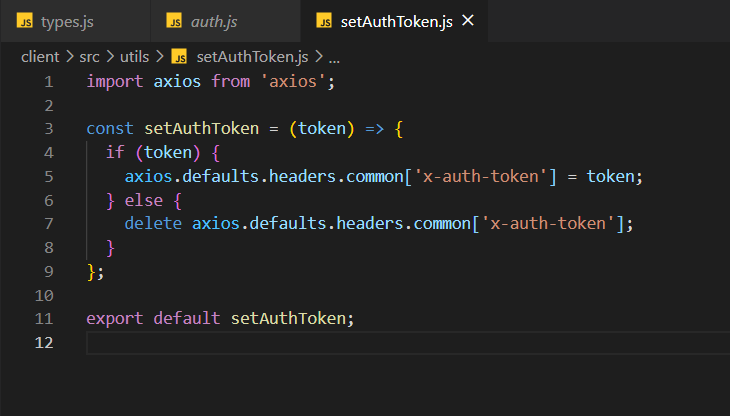 JS types.js JS auth.js JS setAuthToken.js ×
client > src > utils > JS setAuthToken.js > ...
1 import axios from 'axios';
2
3 const setAuthToken = (token) => {
4   if (token) {
5     axios.defaults.headers.common['x-auth-token'] = token;
6   } else {
7     delete axios.defaults.headers.common['x-auth-token'];
8   }
9 };
10
11 export default setAuthToken;
12